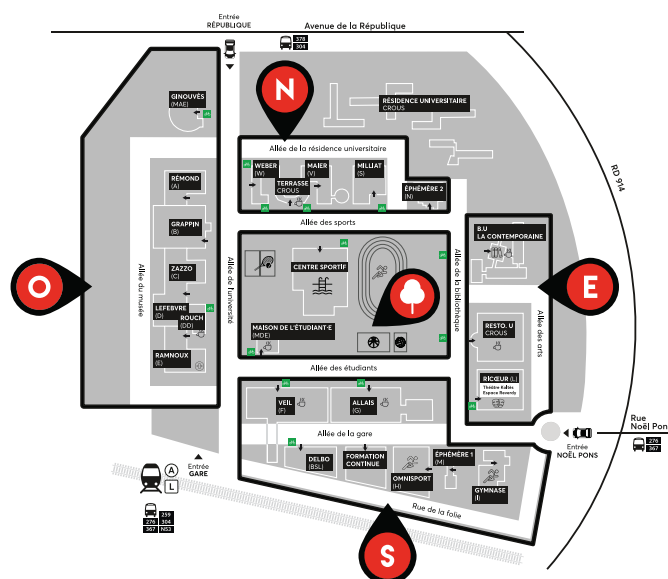 Entrée
RÉPUBLIQUE
Avenue de la République
378
304
N
GINOUVÈS
(MAE)
RÉSIDENCE UNIVERSITAIRE
CROUS
Allée de la résidence universitaire
WEBER
(W)
MAIER
(V)
MILLIAT
(S)
TERRASSE
CROUS
ÉPHÉMÈRE 2
(N)
RÉMOND
(A)
Allée des sports
RD 914
GRAPPIN
(B)
B.U
LA CONTEMPORAINE
ZAZZO
(C)
CENTRE SPORTIF
O
E
Allée du musée
Allée de l'université
Allée de la bibliothèque
Allée des arts
LEFEBVRE
(D)
ROUCH
(DD)
MAISON DE L'ÉTUDIANT·E
(MDE)
RESTO. U
CROUS
RAMNOUX
(E)
Allée des étudiants
RICŒUR (L)
Théâtre Koltès
Espace Reverdy
VEIL
(F)
ALLAIS
(G)
Rue
Noël Pon
Allée de la gare
Entrée
NOËL PONS
276
367
DELBO
(BSL)
FORMATION
CONTINUE
ÉPHÉMÈRE 1
(M)
OMNISPORT
(H)
GYMNASE
(I)
Entrée
GARE
A
L
Rue de la folie
259
276 304
367 N53
S